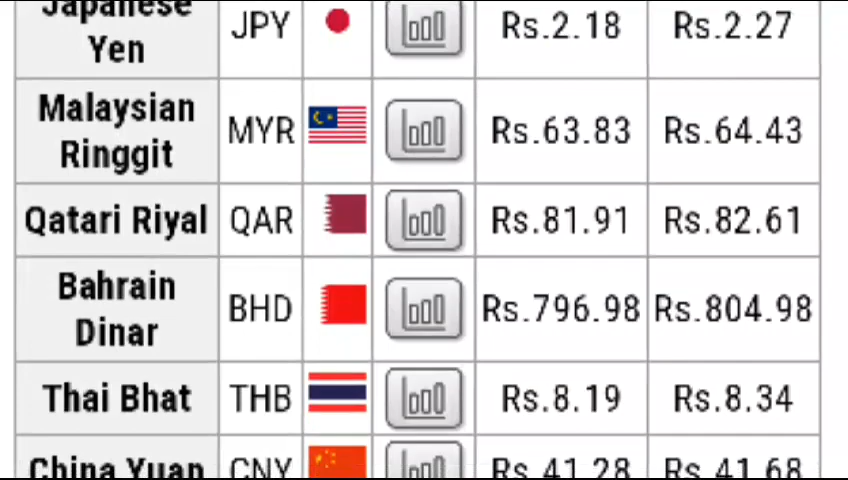 Japanese
Yen JPY Rs.2.18 Rs.2.27
Malaysian
Ringgit MYR Rs.63.83 Rs.64.43
Qatari Riyal QAR Rs.81.91 Rs.82.61
Bahrain
Dinar BHD Rs.796.98 Rs.804.98
Thai Bhat THB Rs.8.19 Rs.8.34
China Yuan CNY Rs.41.28 Rs.41.68